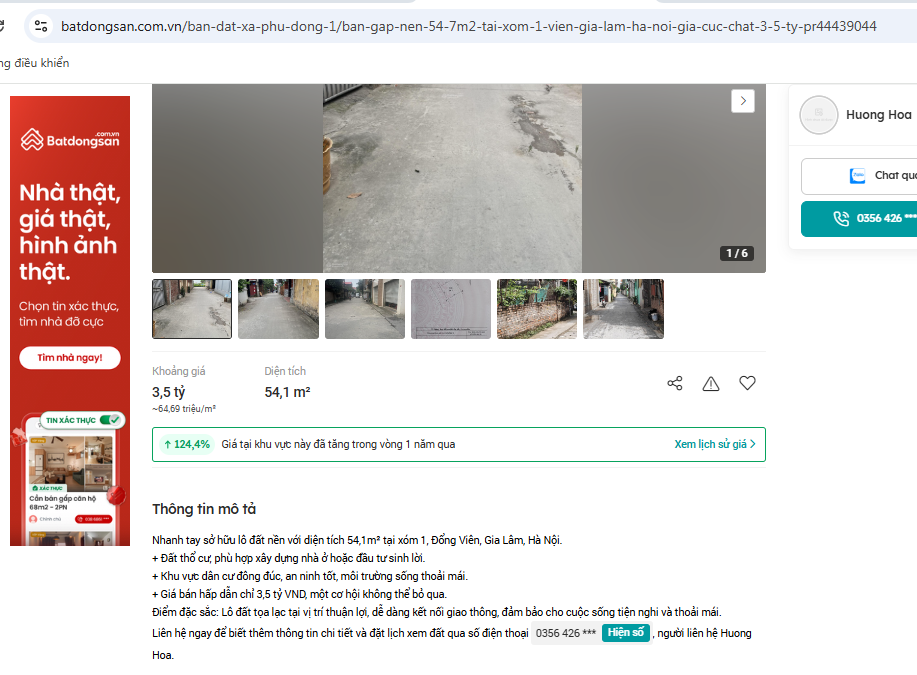 batdongsan.com.vn/ban-dat-xa-phu-dong-1/ban-gap-nen-54-7m2-tai-xom-1-vien-gia-lam-ha-noi-gia-cuc-chat-3-5-ty-pr44439044
ng điều khiển
Batdongsan
.com.vn
Nhà thật,
giá thật,
hình ảnh
thật.
Chọn tin xác thực,
tìm nhà đỡ cực
Tìm nhà ngay!
TIN XÁC THỰC
XÁC THỰC
Cần bán gấp căn hộ
68m2 - 2PN
1 / 6
Huong Hoa
Chat qu
0356 426 ***
Khoảng giá
3,5 tỷ
~64,69 triệu/m²
Diện tích
54,1 m²
124,4%
Giá tại khu vực này đã tăng trong vòng 1 năm qua
Xem lịch sử giá
Thông tin mô tả
Nhanh tay sở hữu lô đất nền với diện tích 54,1m² tại xóm 1, Đổng Viên, Gia Lâm, Hà Nội.
+ Đất thổ cư, phù hợp xây dựng nhà ở hoặc đầu tư sinh lời.
+ Khu vực dân cư đông đúc, an ninh tốt, môi trường sống thoải mái.
+ Giá bán hấp dẫn chỉ 3,5 tỷ VND, một cơ hội không thể bỏ qua.
Điểm đặc sắc: Lô đất tọa lạc tại vị trí thuận lợi, dễ dàng kết nối giao thông, đảm bảo cho cuộc sống tiện nghi và thoải mái.
Liên hệ ngay để biết thêm thông tin chi tiết và đặt lịch xem đất qua số điện thoại 0356 426 *** Hiện số , người liên hệ Huong
Hoa.